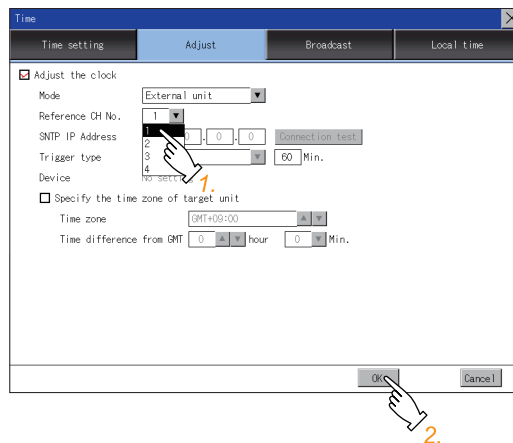 Time
Time setting Adjust Broadcast Local time
Adjust the clock
Mode External unit
Reference CH No. 1
1
2
3
4
SNTP IP Address 0 . 0 . 0 Connection test
Trigger type 60 Min.
Device No setting
1.
Specify the time zone of target unit
Time zone GMT+09:00
Time difference from GMT 0 hour 0 Min.
OK Cancel
2.